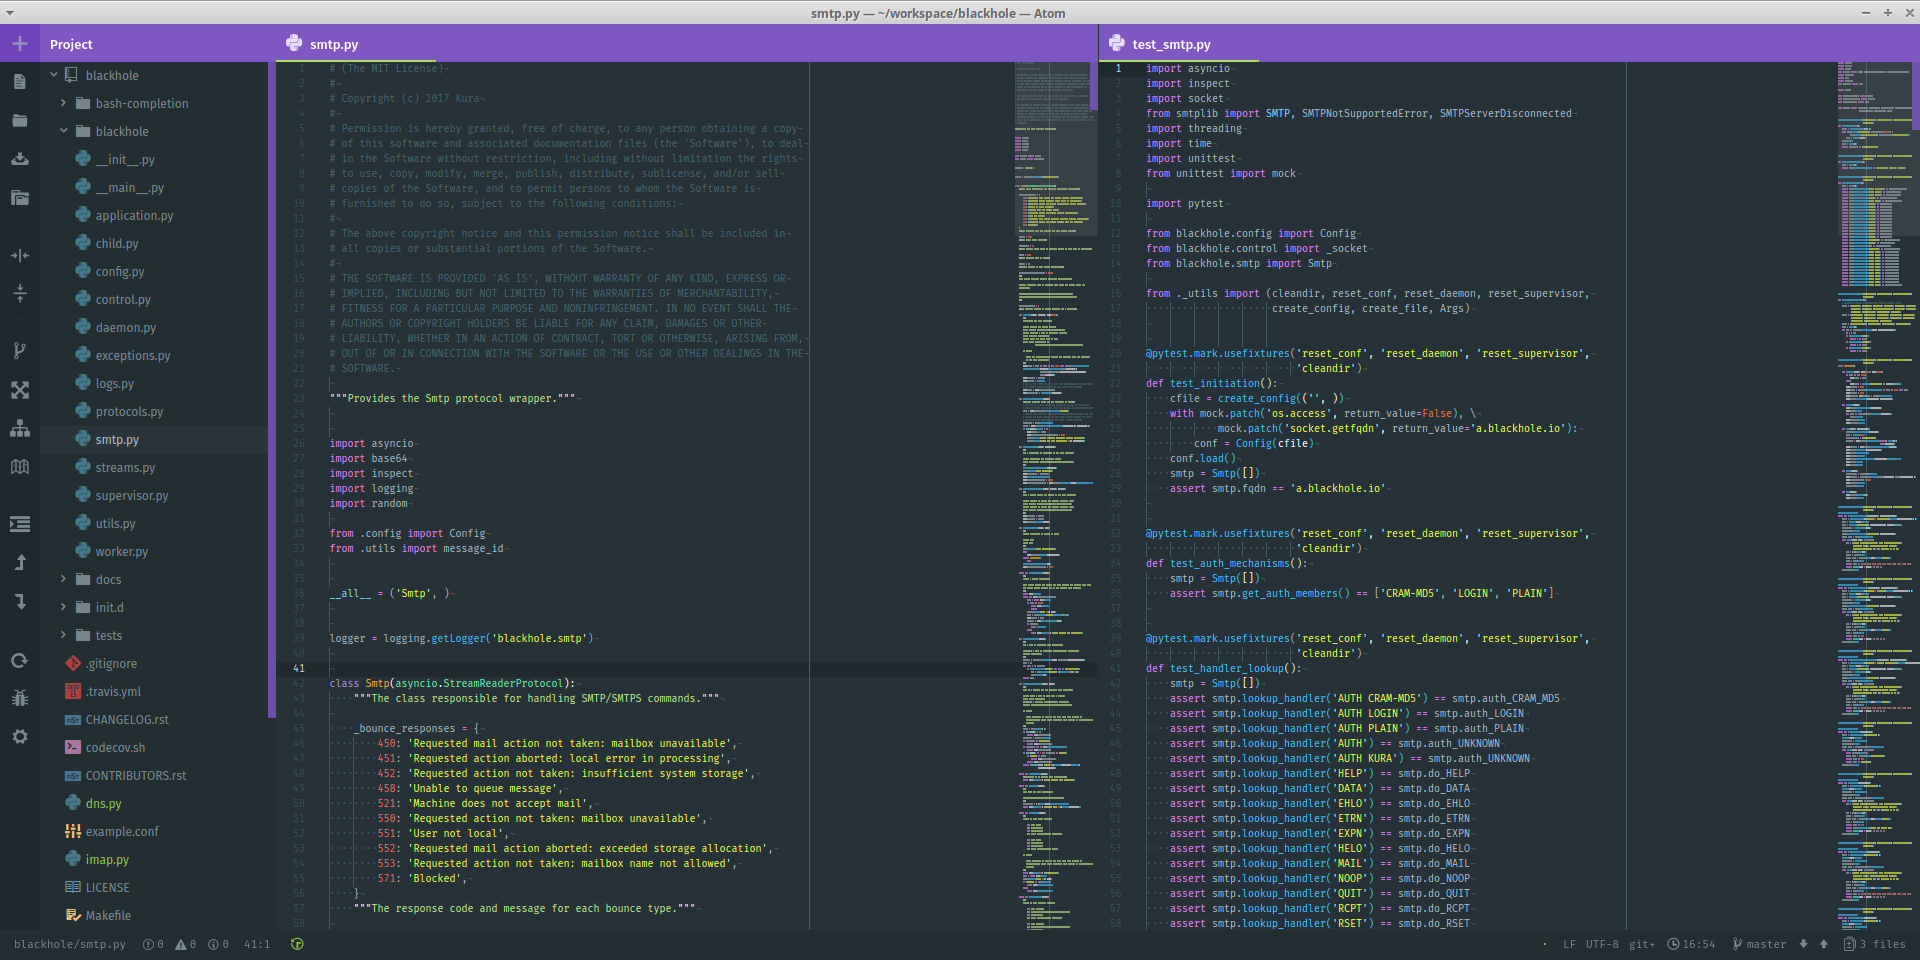 smtp.py — ~/workspace/blackhole — Atom
Project
blackhole
bash-completion
blackhole
__init__.py
__main__.py
application.py
child.py
config.py
control.py
daemon.py
exceptions.py
logs.py
protocols.py
smtp.py
streams.py
supervisor.py
utils.py
worker.py
docs
init.d
tests
.gitignore
.travis.yml
CHANGELOG.rst
codecov.sh
CONTRIBUTORS.rst
dns.py
example.conf
imap.py
LICENSE
Makefile
smtp.py
1 # (The MIT License)
2 #
3 # Copyright (c) 2017 Kura
4 #
5 # Permission is hereby granted, free of charge, to any person obtaining a copy
6 # of this software and associated documentation files (the 'Software'), to deal
7 # in the Software without restriction, including without limitation the rights
8 # to use, copy, modify, merge, publish, distribute, sublicense, and/or sell
9 # copies of the Software, and to permit persons to whom the Software is
10 # furnished to do so, subject to the following conditions:
11 #
12 # The above copyright notice and this permission notice shall be included in
13 # all copies or substantial portions of the Software.
14 #
15 # THE SOFTWARE IS PROVIDED 'AS IS', WITHOUT WARRANTY OF ANY KIND, EXPRESS OR
16 # IMPLIED, INCLUDING BUT NOT LIMITED TO THE WARRANTIES OF MERCHANTABILITY,
17 # FITNESS FOR A PARTICULAR PURPOSE AND NONINFRINGEMENT. IN NO EVENT SHALL THE
18 # AUTHORS OR COPYRIGHT HOLDERS BE LIABLE FOR ANY CLAIM, DAMAGES OR OTHER
19 # LIABILITY, WHETHER IN AN ACTION OF CONTRACT, TORT OR OTHERWISE, ARISING FROM,
20 # OUT OF OR IN CONNECTION WITH THE SOFTWARE OR THE USE OR OTHER DEALINGS IN THE
21 # SOFTWARE.
22
23 """Provides the Smtp protocol wrapper."""
24
25
26 import asyncio
27 import base64
28 import inspect
29 import logging
30 import random
31
32 from .config import Config
33 from .utils import message_id
34
35
36 __all__ = ('Smtp', )
37
38
39 logger = logging.getLogger('blackhole.smtp')
40
41
42 class Smtp(asyncio.StreamReaderProtocol):
43 """The class responsible for handling SMTP/SMTPS commands."""
44
45 _bounce_responses = {
46 450: 'Requested mail action not taken: mailbox unavailable',
47 451: 'Requested action aborted: local error in processing',
48 452: 'Requested action not taken: insufficient system storage',
49 458: 'Unable to queue message',
50 521: 'Machine does not accept mail',
51 550: 'Requested action not taken: mailbox unavailable',
52 551: 'User not local',
53 552: 'Requested mail action aborted: exceeded storage allocation',
54 553: 'Requested action not taken: mailbox name not allowed',
55 571: 'Blocked',
56 }
57 """The response code and message for each bounce type."""
58
test_smtp.py
1 import asyncio
2 import inspect
3 import socket
4 from smtplib import SMTP, SMTPNotSupportedError, SMTPServerDisconnected
5 import threading
6 import time
7 import unittest
8 from unittest import mock
9
10 import pytest
11
12 from blackhole.config import Config
13 from blackhole.control import _socket
14 from blackhole.smtp import Smtp
15
16 from ._utils import (cleandir, reset_conf, reset_daemon, reset_supervisor,
17 create_config, create_file, Args)
18
19
20 @pytest.mark.usefixtures('reset_conf', 'reset_daemon', 'reset_supervisor',
21 'cleandir')
22 def test_initiation():
23 cfile = create_config(('', ))
24 with mock.patch('os.access', return_value=False), \
25 mock.patch('socket.getfqdn', return_value='a.blackhole.io'):
26 conf = Config(cfile)
27 conf.load()
28 smtp = Smtp([])
29 assert smtp.fqdn == 'a.blackhole.io'
30
31
32 @pytest.mark.usefixtures('reset_conf', 'reset_daemon', 'reset_supervisor',
33 'cleandir')
34 def test_auth_mechanisms():
35 smtp = Smtp([])
36 assert smtp.get_auth_members() == ['CRAM-MD5', 'LOGIN', 'PLAIN']
37
38
39 @pytest.mark.usefixtures('reset_conf', 'reset_daemon', 'reset_supervisor',
40 'cleandir')
41 def test_handler_lookup():
42 smtp = Smtp([])
43 assert smtp.lookup_handler('AUTH CRAM-MD5') == smtp.auth_CRAM_MD5
44 assert smtp.lookup_handler('AUTH LOGIN') == smtp.auth_LOGIN
45 assert smtp.lookup_handler('AUTH PLAIN') == smtp.auth_PLAIN
46 assert smtp.lookup_handler('AUTH') == smtp.auth_UNKNOWN
47 assert smtp.lookup_handler('AUTH KURA') == smtp.auth_UNKNOWN
48 assert smtp.lookup_handler('HELP') == smtp.do_HELP
49 assert smtp.lookup_handler('DATA') == smtp.do_DATA
50 assert smtp.lookup_handler('EHLO') == smtp.do_EHLO
51 assert smtp.lookup_handler('ETRN') == smtp.do_ETRN
52 assert smtp.lookup_handler('EXPN') == smtp.do_EXPN
53 assert smtp.lookup_handler('HELO') == smtp.do_HELO
54 assert smtp.lookup_handler('MAIL') == smtp.do_MAIL
55 assert smtp.lookup_handler('NOOP') == smtp.do_NOOP
56 assert smtp.lookup_handler('QUIT') == smtp.do_QUIT
57 assert smtp.lookup_handler('RCPT') == smtp.do_RCPT
58 assert smtp.lookup_handler('RSET') == smtp.do_RSET
blackhole/smtp.py 0 0 0 41:1 LF UTF-8 git+ 16:54 master 3 files